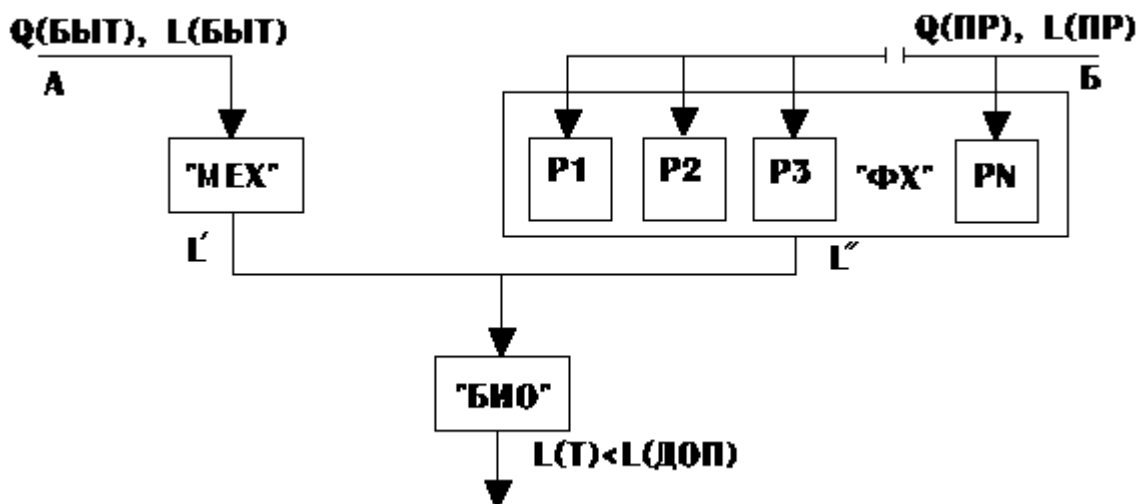 Q(БЫТ), L(БЫТ)
Q(ПР), L(ПР)
А
Б
"МЕХ"
Р1
Р2
Р3
"ФХ"
РN
L′
L″
"БИО"
L(Т)<L(ДОП)